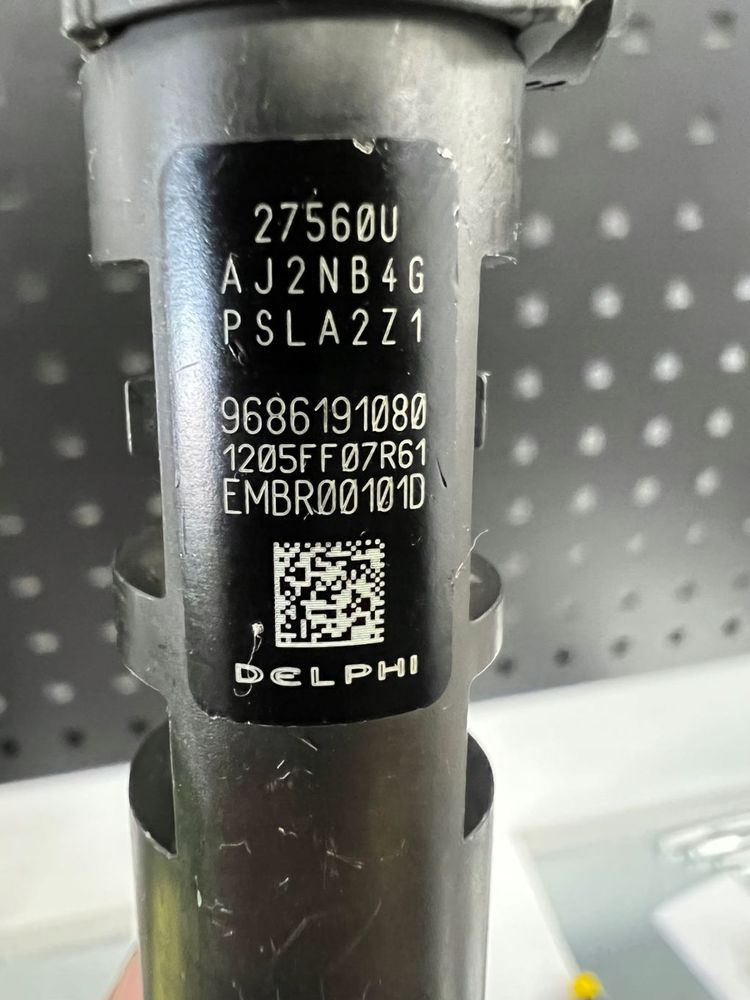 27560U
AJ2NB4G
PSLA2Z1
9686191080
1205FF07R61
EMBR00101D
DELPHI